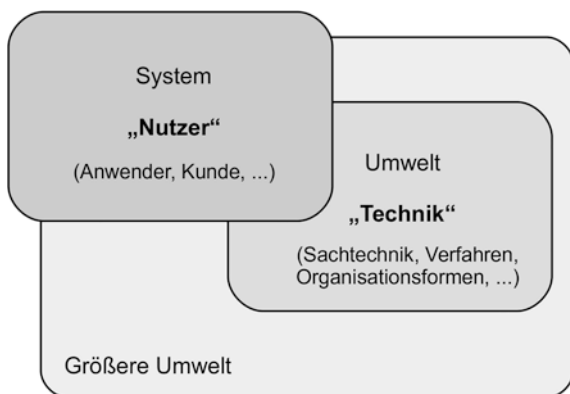 System
„Nutzer“
(Anwender, Kunde, ...)
Umwelt
„Technik“
(Sachtechnik, Verfahren,
Organisationsformen, ...)
Größere Umwelt